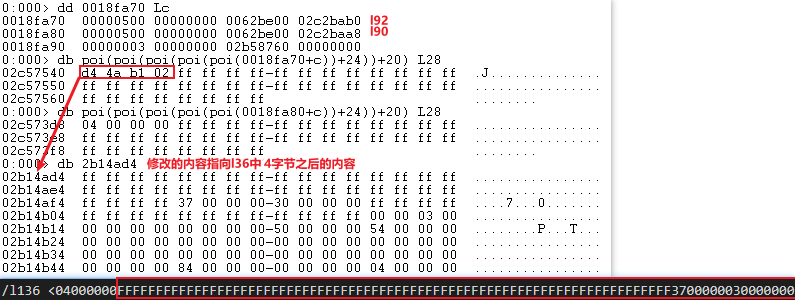 0:000> dd 0018fa70 Lc
0018fa70  00000500 00000000 0062be00 02c2bab0 l92
0018fa80  00000500 00000000 0062be00 02c2baa8 l90
0018fa90  00000003 00000000 02b58760 00000000
0:000> db poi(poi(poi(poi(0018fa70+c))+24))+20) L28
02c57540  d4 4a b1 02 ff ff ff ff-ff ff ff ff ff ff ff ff  .J..............
02c57550  ff ff ff ff ff ff ff ff-ff ff ff ff ff ff ff ff  ................
02c57560  ff ff ff ff ff ff ff ff  ........
0:000> db poi(poi(poi(poi(0018fa80+c))+24))+20) L28
02c573d8  04 00 00 00 ff ff ff ff-ff ff ff ff ff ff ff ff  ................
02c573e8  ff ff ff ff ff ff ff ff-ff ff ff ff ff ff ff ff  ................
02c573f8  ff ff ff ff ff ff ff ff  ........
0:000> db 2b14ad4 修改的内容指向l36中 4字节之后的内容
02b14ad4  ff ff ff ff ff ff ff ff-ff ff ff ff ff ff ff ff  ................
02b14ae4  ff ff ff ff ff ff ff ff-ff ff ff ff ff ff ff ff  ................
02b14af4  ff ff ff ff 37 00 00 00-30 00 00 00 ff ff ff ff  ....7...0.......
02b14b04  ff ff ff ff ff ff ff ff-ff ff ff ff 00 00 03 00  ................
02b14b14  00 00 00 00 00 00 00 00-50 00 00 00 54 00 00 00  ........P...T...
02b14b24  00 00 00 00 00 00 00 00-00 00 00 00 00 00 00 00  ................
02b14b34  00 00 00 00 00 00 00 00-00 00 00 00 00 00 00 00  ................
02b14b44  00 00 00 00 84 00 00 00-00 00 00 00 04 00 00 00  ................
/l136 <04000000FFFFFFFFFFFFFFFFFFFFFFFFFFFFFFFFFFFFFFFFFFFFFFFFFFFFFFFFFFFFFFFFFFFFFFFF3700000030000000